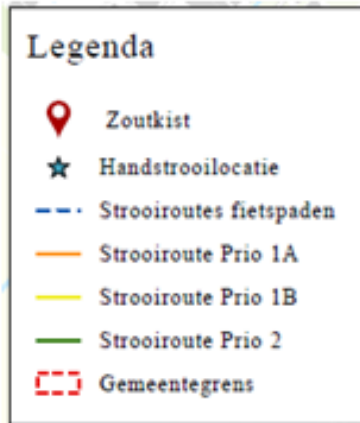 Legenda
Zoutkist
Handstrooilocatie
Strooiroutes fietspaden
Strooiroute Prio 1A
Strooiroute Prio 1B
Strooiroute Prio 2
Gemeentegrens